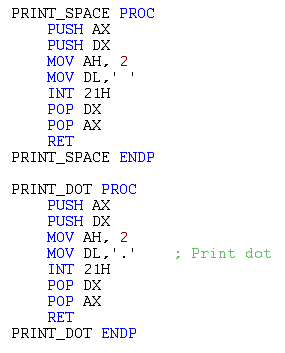 PRINT_SPACE PROC
PUSH AX
PUSH DX
MOV AH, 2
MOV DL,' '
INT 21H
POP DX
POP AX
RET
PRINT_SPACE ENDP
PRINT_DOT PROC
PUSH AX
PUSH DX
MOV AH, 2
MOV DL,'.' ; Print dot
INT 21H
POP DX
POP AX
RET
PRINT_DOT ENDP